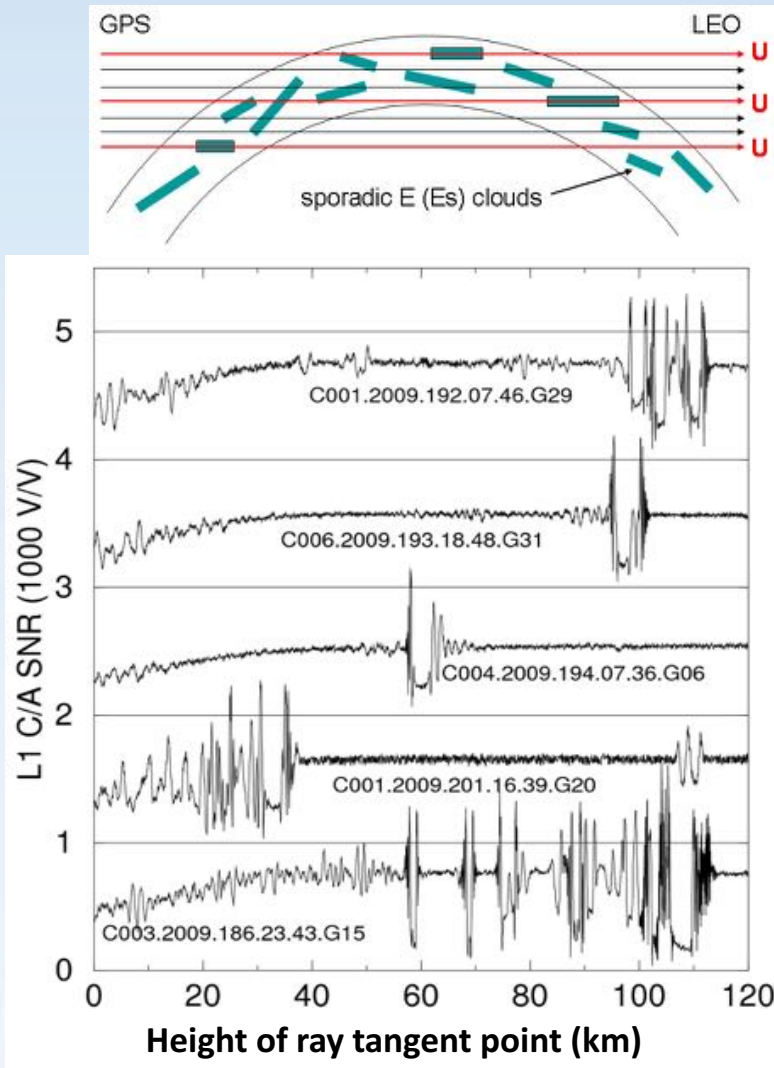 GPS LEO
U
U
U
sporadic E (Es) clouds
5
C001.2009.192.07.46.G29
4
C006.2009.193.18.48.G31
3
C004.2009.194.07.36.G06
2
C001.2009.201.16.39.G20
1
C003.2009.186.23.43.G15
0
L1 C/A SNR (1000 V/V)
0 20 40 60 80 100 120
Height of ray tangent point (km)